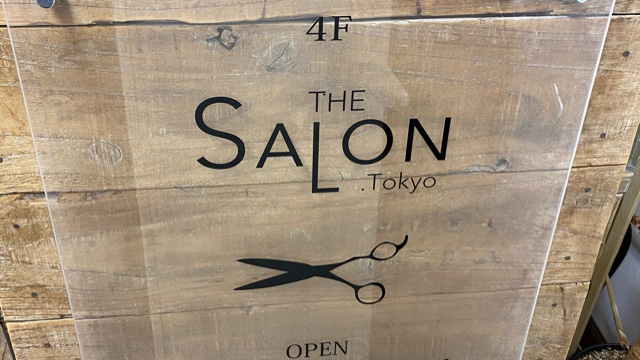 4F
THE
SALON
.Tokyo
OPEN